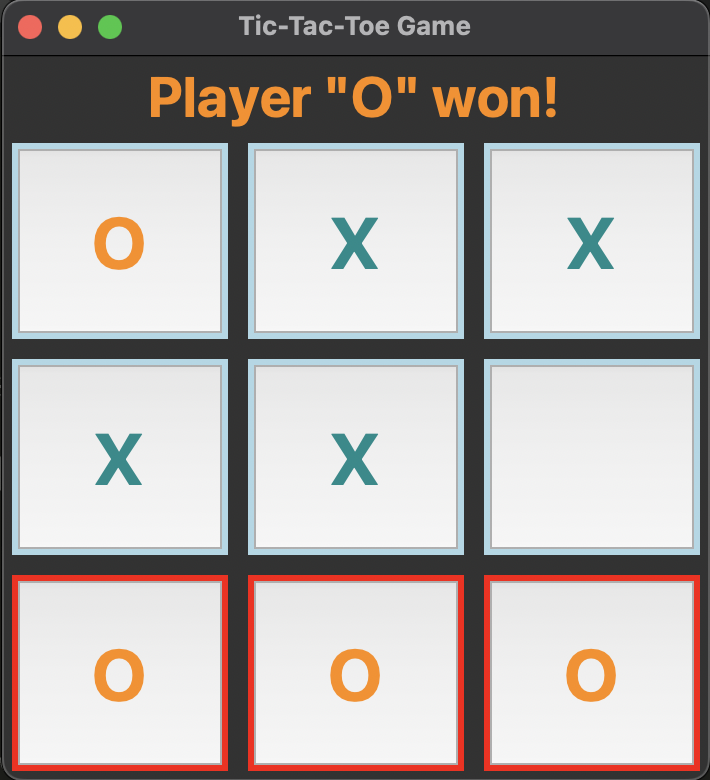 Tic-Tac-Toe Game
Player "O" won!
O X X
X X
O O O